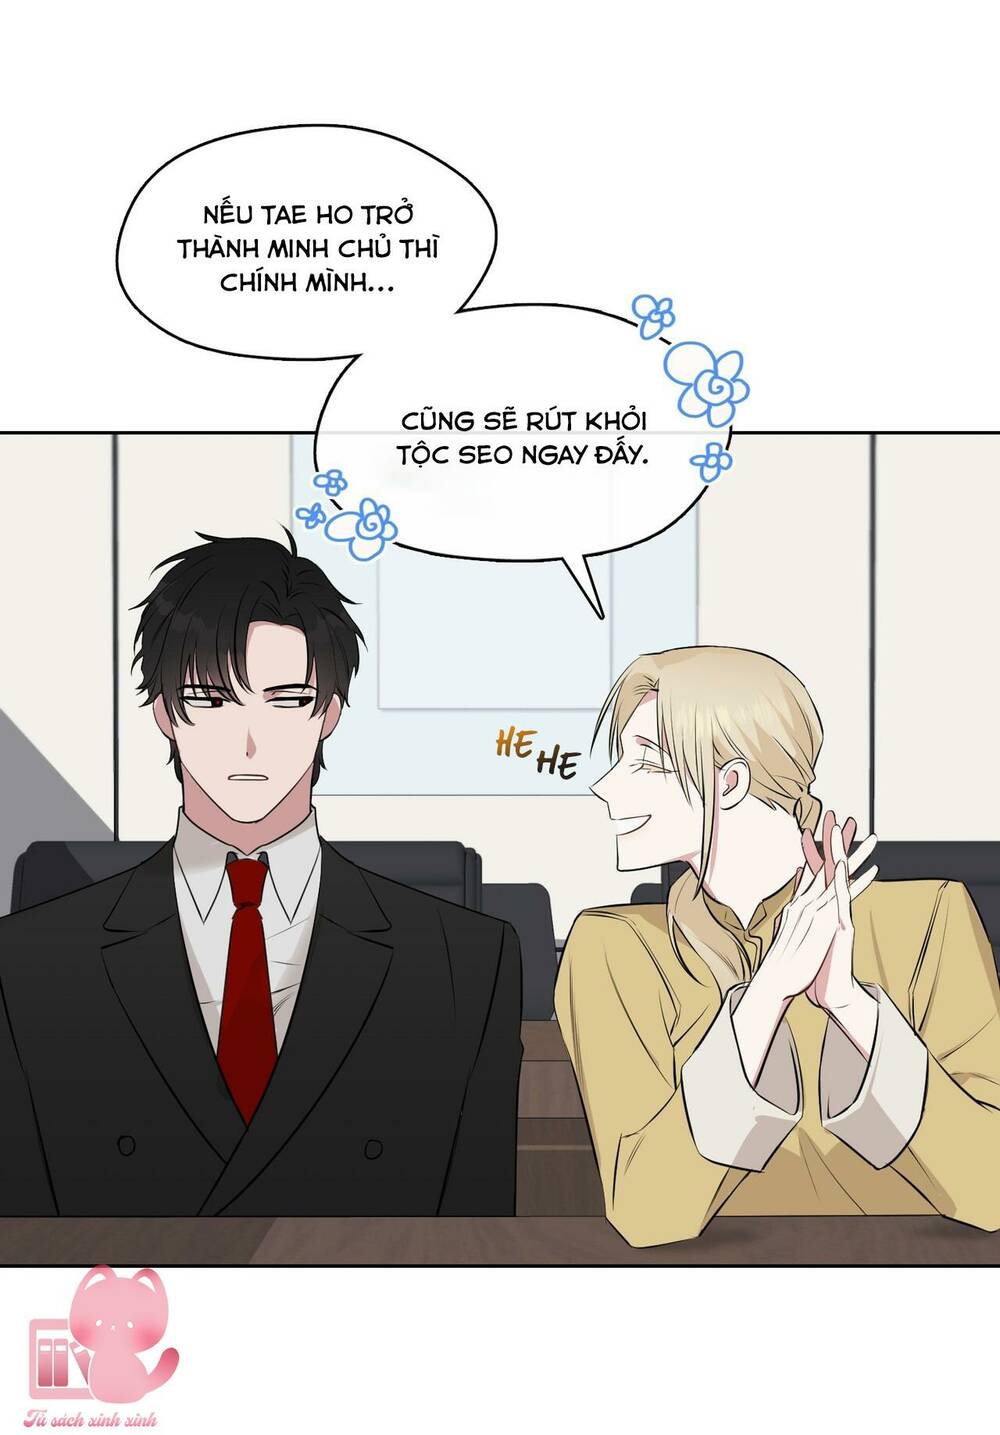 NẾU TAE HO TRỞ
THÀNH MINH CHỦ THÌ
CHÍNH MÌNH...
CŨNG SẼ RÚT KHỎI
TỘC SEO NGAY ĐẤY.
HE
HE
Tủ sách xinh xinh